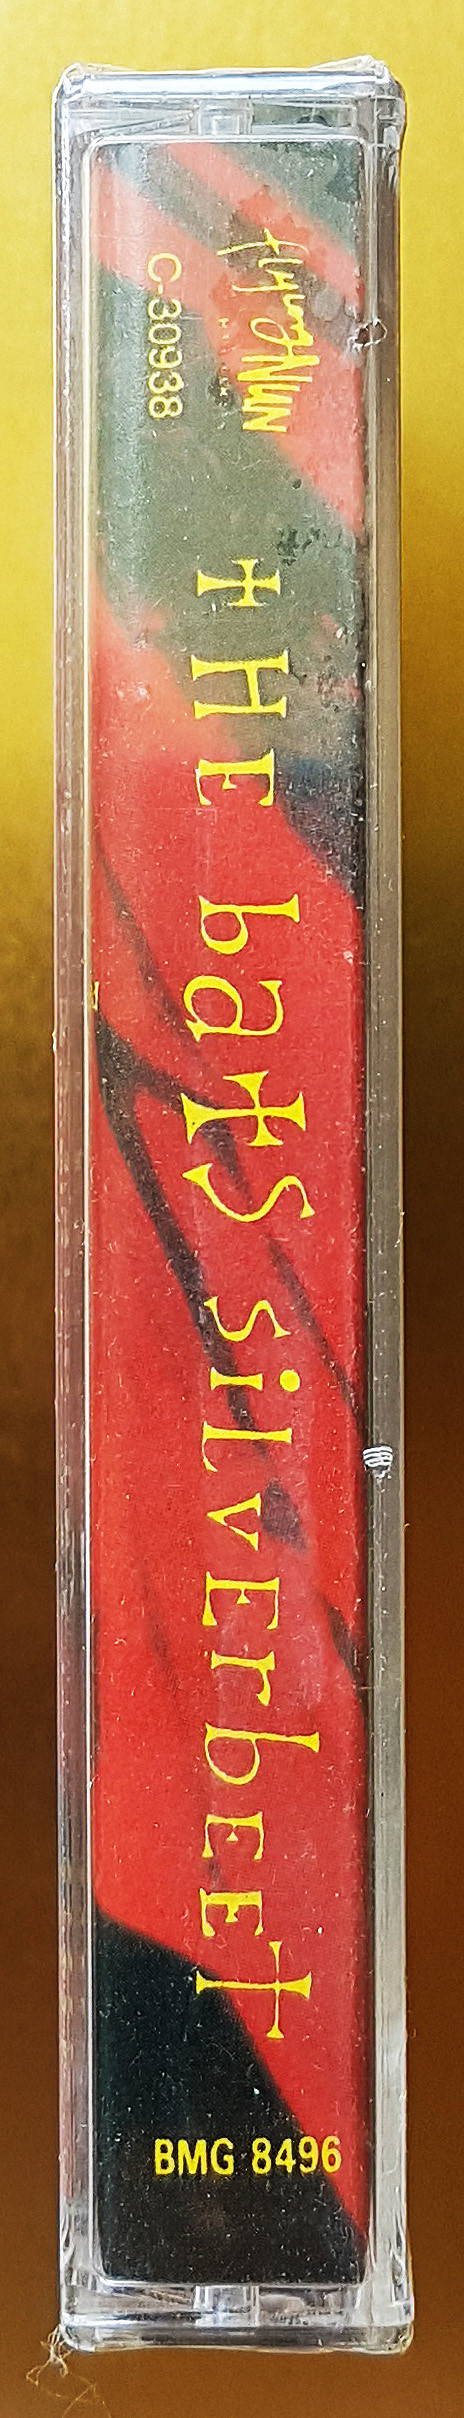 Flying NUN
C-30938
tHE batS siLvErbEEt
BMG 8496